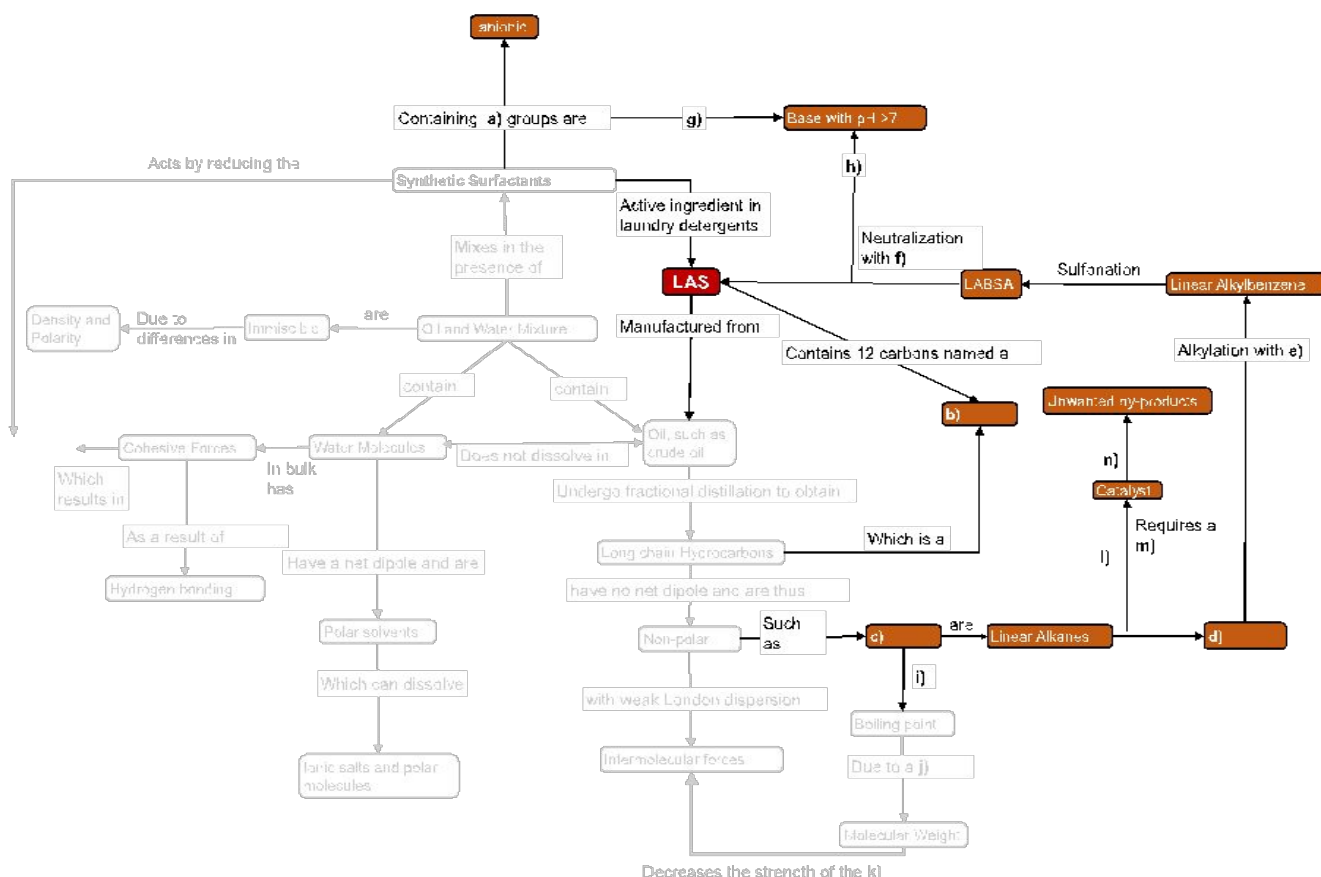 anionic
Containing a) groups are
g)
Base with pH >7
Acts by reducing the
h)
Synthetic Surfactants
Active ingredient in
laundry detergents
Mixes in the
presence of
Neutralization
with f)
Sulfonation
LAS
LABSA
Linear Alkylbenzene
Density and
Polarity
Due to
differences in
are
Oil and Water Mixture
Manufactured from
Contains 12 carbons named a
Alkylation with e)
contain
contain
b)
Cohesive Forces
In bulk
has
Water Molecules
Does not dissolve in
Oil, such as
crude oil
n)
Which
results in
Undergo fractional distillation to obtain
Catalyst
As a result of
Requires a
m)
l)
Long chain Hydrocarbons
Which is a
Have a net dipole and are
Hydrogen bonding
have no net dipole and are thus
Polar solvents
Non-polar
Such
as
c)
are
Linear Alkanes
d)
Which can dissolve
i)
with weak London dispersion
Boiling point
Ionic salts and polar
molecules
Intermolecular forces
Due to a j)
Molecular Weight
Decreases the strength of the k)